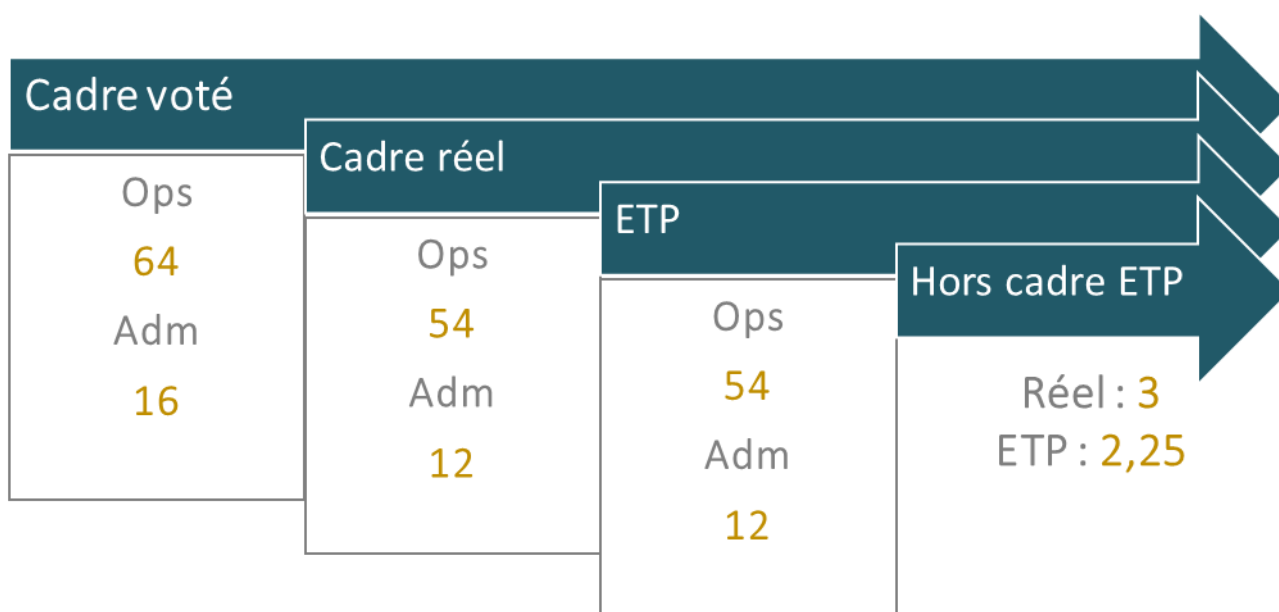 Cadre voté
Ops
64
Adm
16
Cadre réel
Ops
54
Adm
12
ETP
Ops
54
Adm
12
Hors cadre ETP
Réel : 3
ETP : 2,25